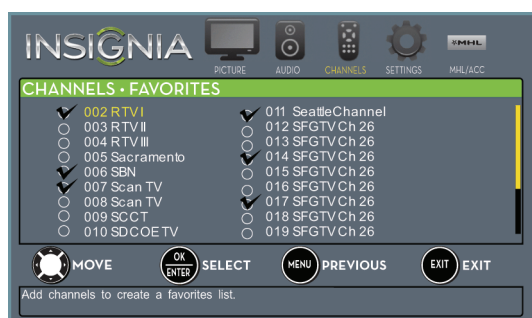 INSIGNIA
PICTURE AUDIO CHANNELS SETTINGS MHL MHL/ACC
CHANNELS • FAVORITES
002 RTV I
003 RTV II
004 RTV III
005 Sacramento
006 SBN
007 Scan TV
008 Scan TV
009 SCCT
010 SDCOE TV
011 SeattleChannel
012 SFGTV Ch 26
013 SFGTV Ch 26
014 SFGTV Ch 26
015 SFGTV Ch 26
016 SFGTV Ch 26
017 SFGTV Ch 26
018 SFGTV Ch 26
019 SFGTV Ch 26
MOVE OK ENTER SELECT MENU PREVIOUS EXIT EXIT
Add channels to create a favorites list.